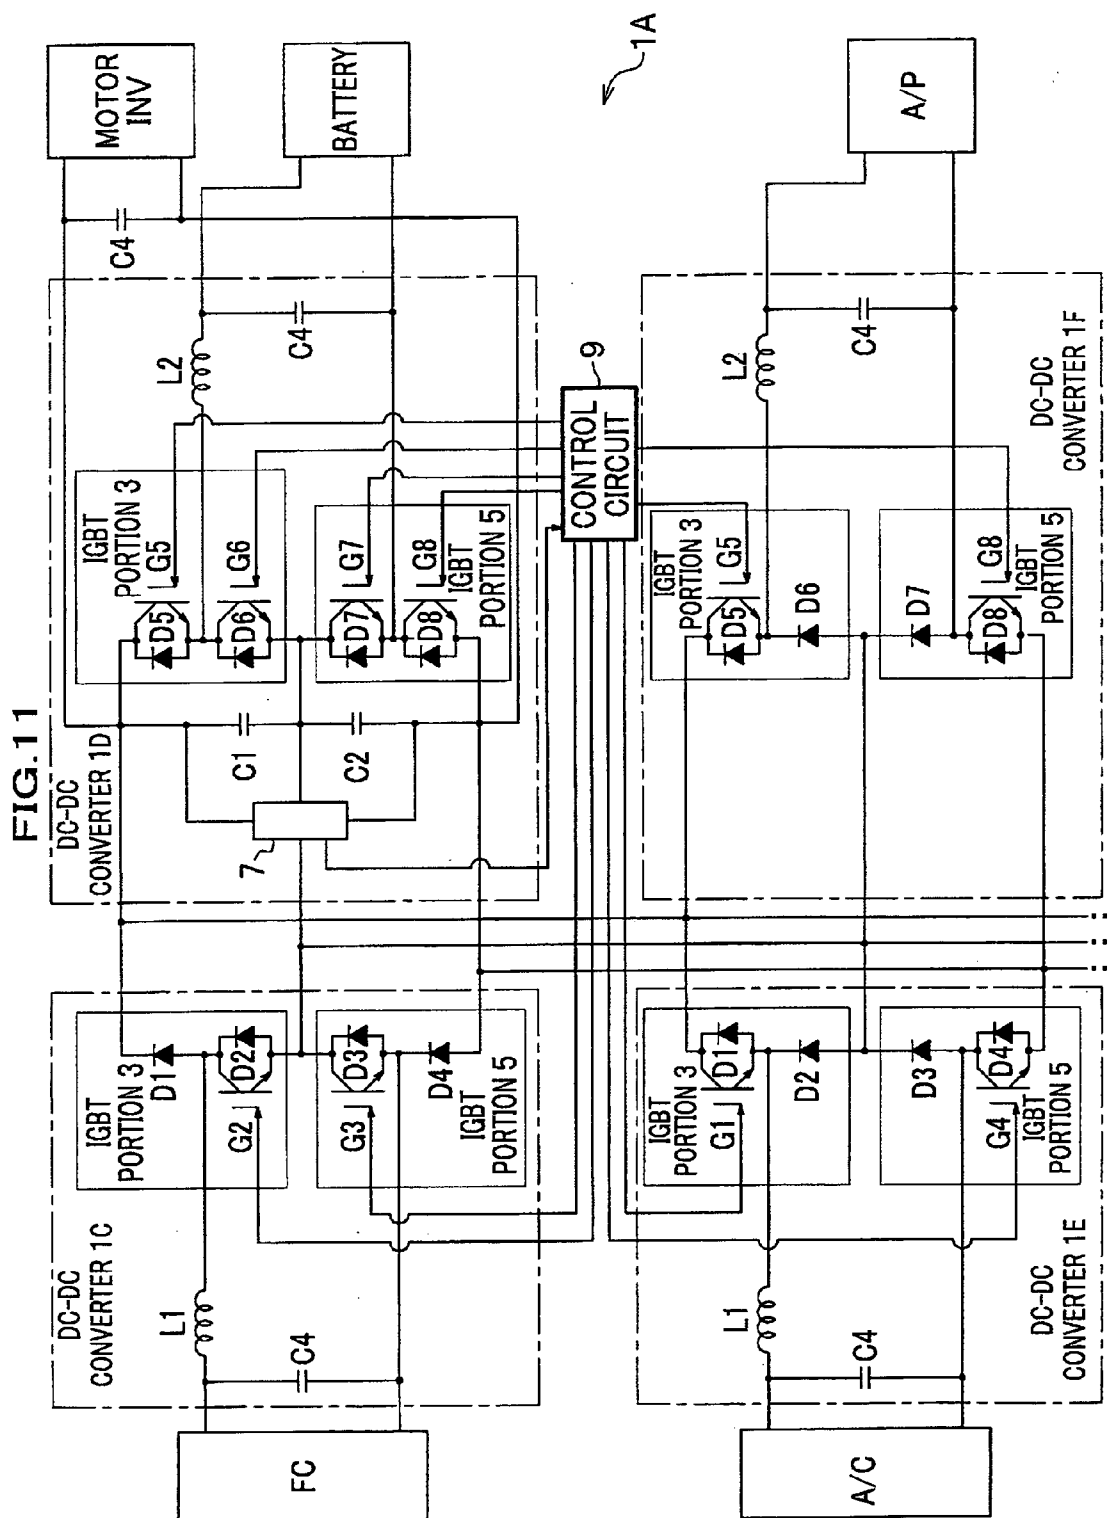 FIG.11
1A
DC-DC
CONVERTER 1C
FC
C4
L1
IGBT
PORTION 3
D1
D2
G2
G3
D3
D4
IGBT
PORTION 5
DC-DC
CONVERTER 1D
7
C1
C2
IGBT
PORTION 3
D5
G5
D6
G6
D7
G7
D8
G8
IGBT
PORTION 5
L2
C4
C4
MOTOR
INV
BATTERY
CONTROL
CIRCUIT
9
A/C
C4
L1
DC-DC
CONVERTER 1E
IGBT
PORTION 3
G1
D1
D2
D3
D4
G4
IGBT
PORTION 5
IGBT
PORTION 3
D5
G5
D6
D7
D8
G8
IGBT
PORTION 5
L2
C4
DC-DC
CONVERTER 1F
A/P